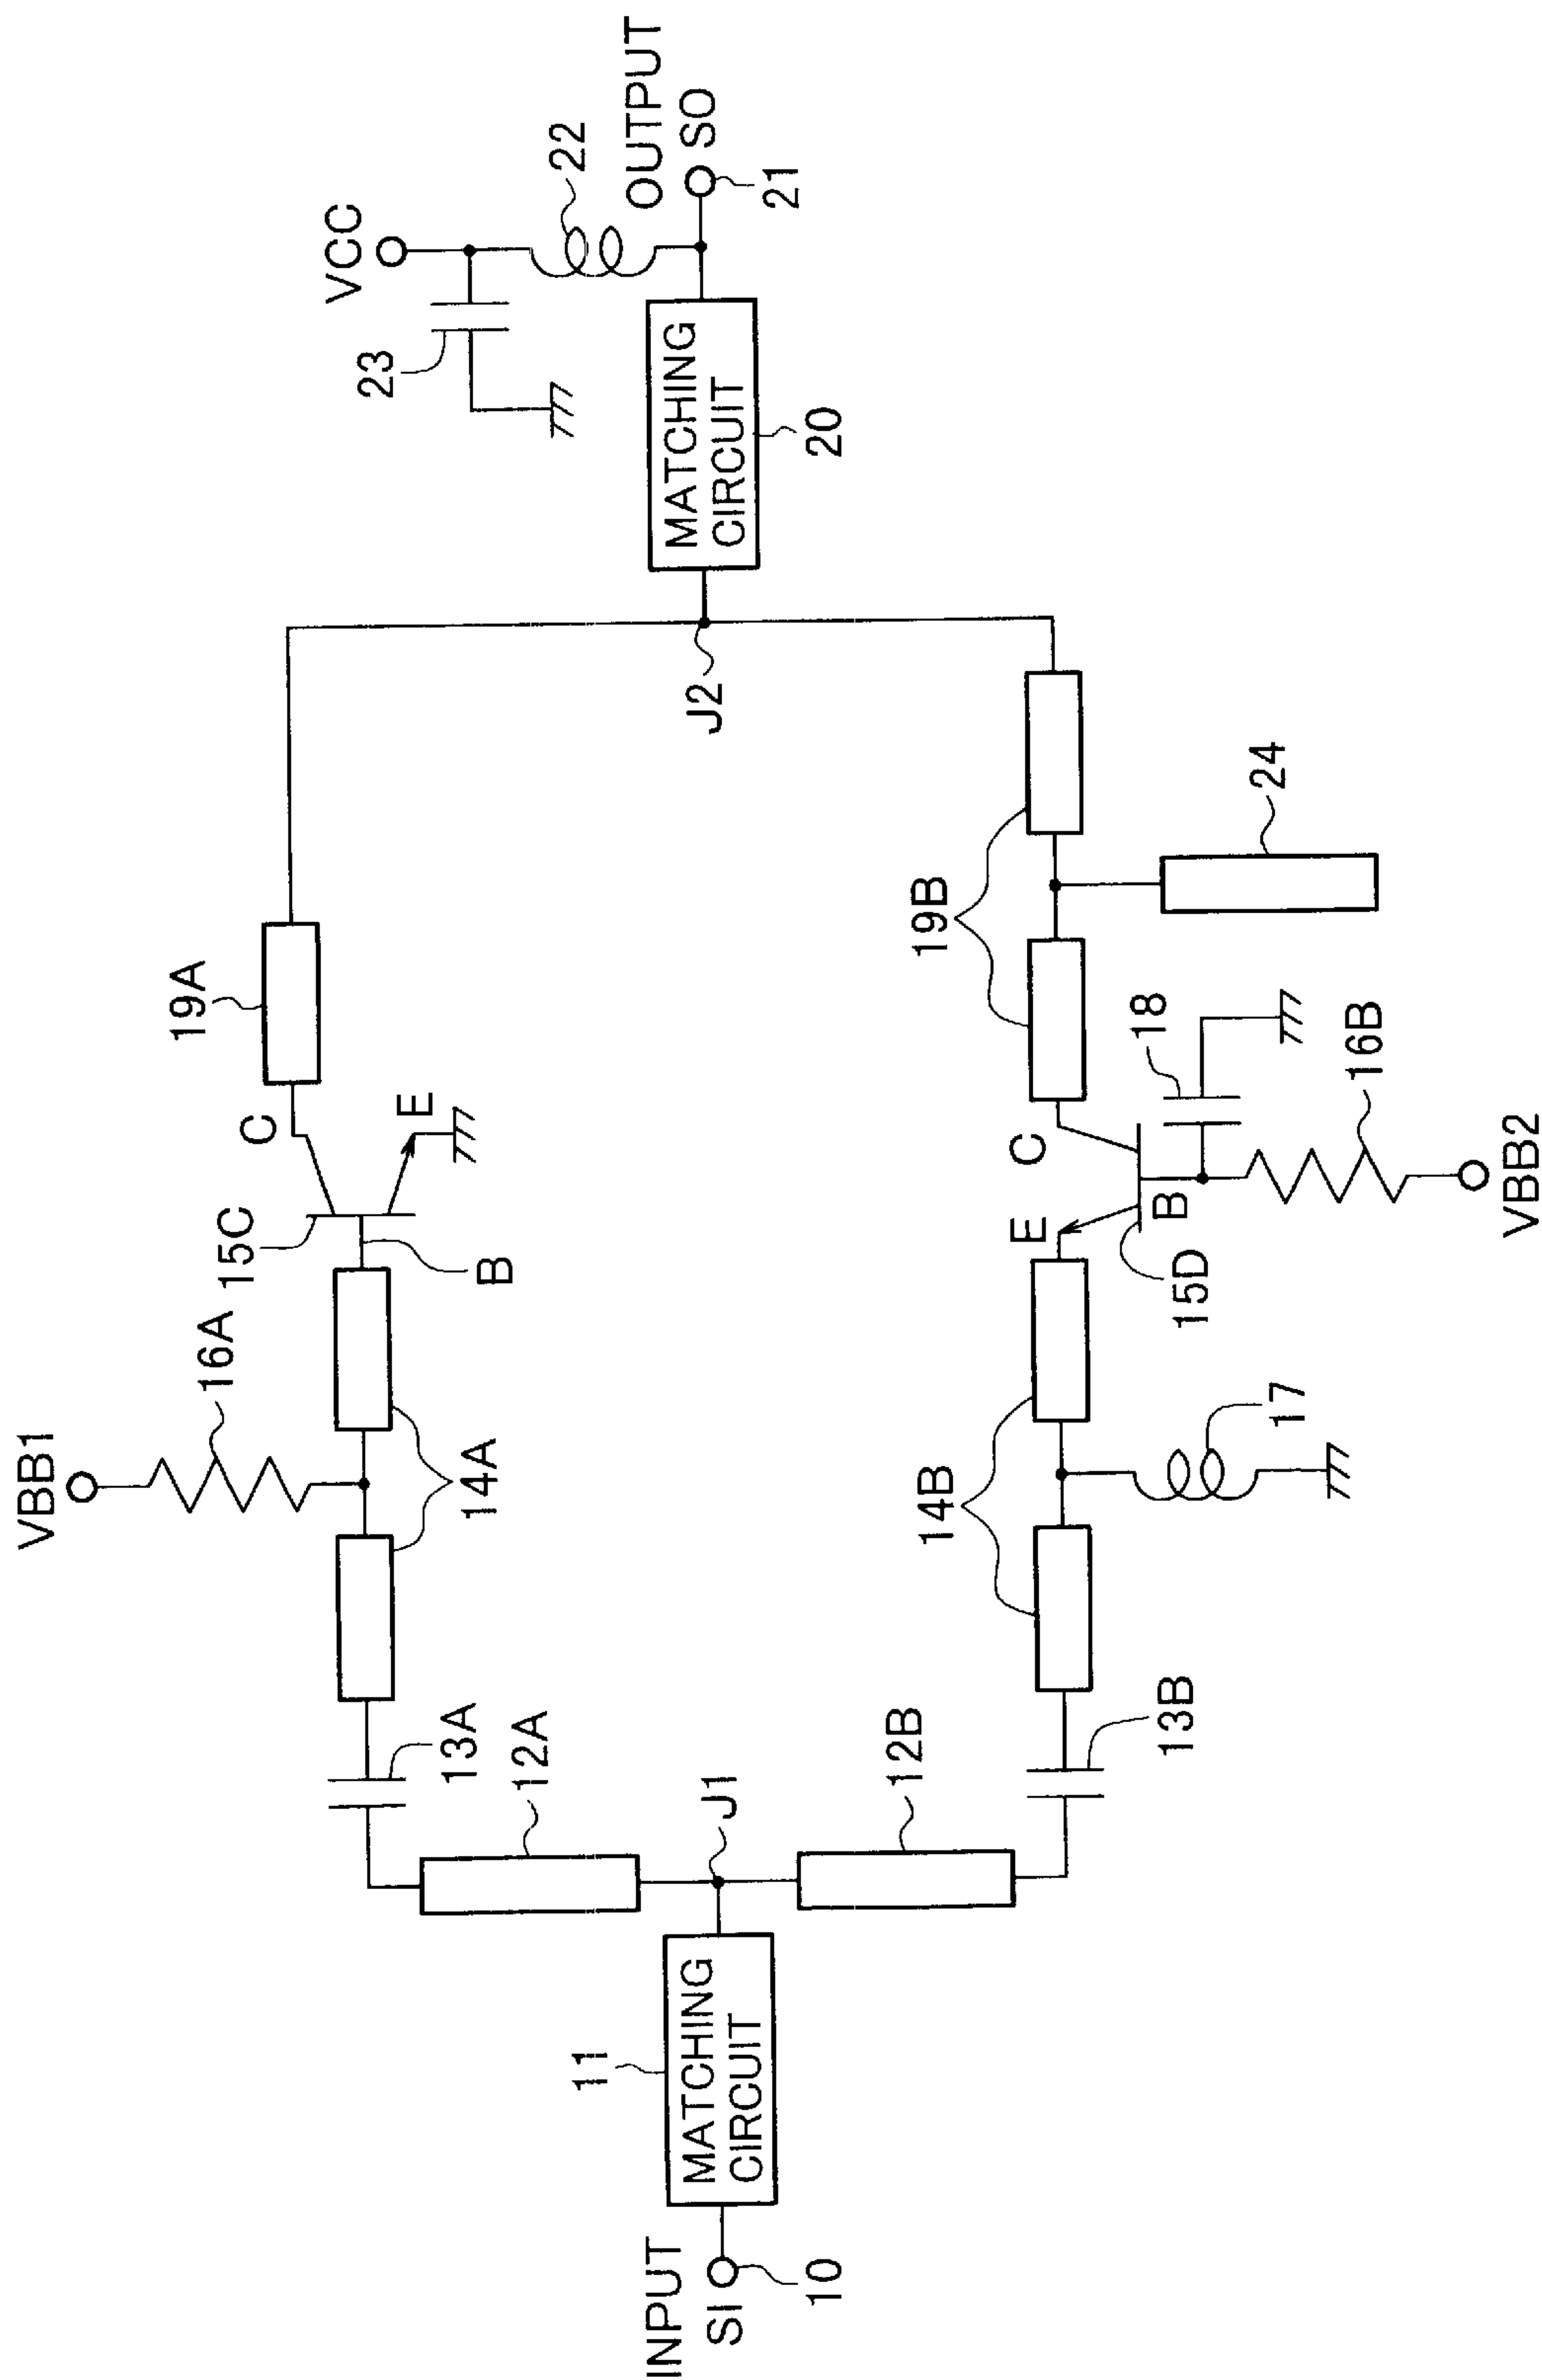 INPUT
SI
10
11
MATCHING
CIRCUIT
J1
12A
12B
13A
13B
VBB1
16A
14A
14B
17
15C
B
C
E
15D
E
B
C
18
16B
VBB2
19A
19B
24
J2
MATCHING
CIRCUIT
20
VCC
23
22
OUTPUT
SO
21